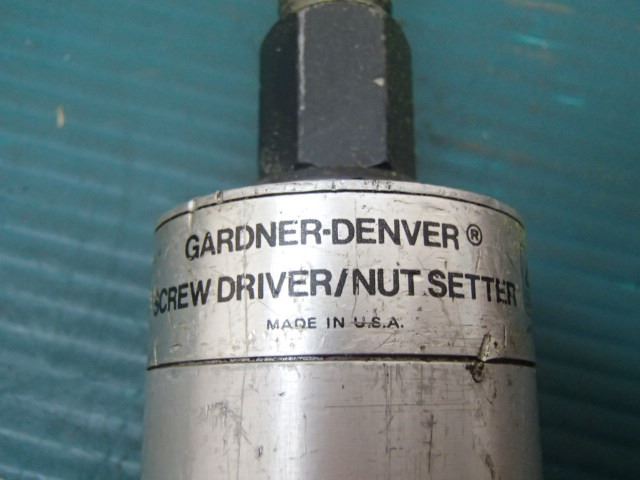 GARDNER-DENVER®
SCREW DRIVER/NUT SETTER
MADE IN U.S.A.